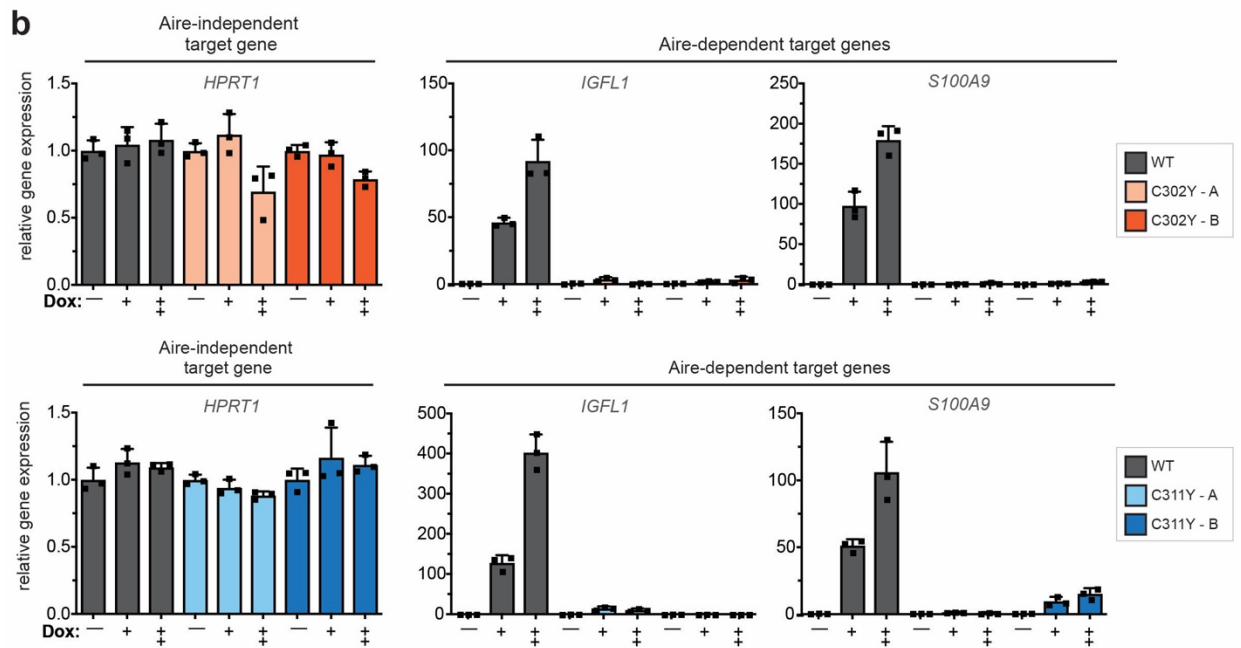 b
Aire-independent
target gene
Aire-dependent target genes
HPRT1
IGFL1
S100A9
relative gene expression
1.5
1.0
0.5
0.0
150
100
50
0
250
200
150
100
50
0
WT
C302Y - A
C302Y - B
Dox: — + ++ — + ++ — + ++
— + ++ — + ++ — + ++
— + ++ — + ++ — + ++
Aire-independent
target gene
Aire-dependent target genes
HPRT1
IGFL1
S100A9
relative gene expression
1.5
1.0
0.5
0.0
500
400
300
200
100
0
150
100
50
0
WT
C311Y - A
C311Y - B
Dox: — + ++ — + ++ — + ++
— + ++ — + ++ — + ++
— + ++ — + ++ — + ++